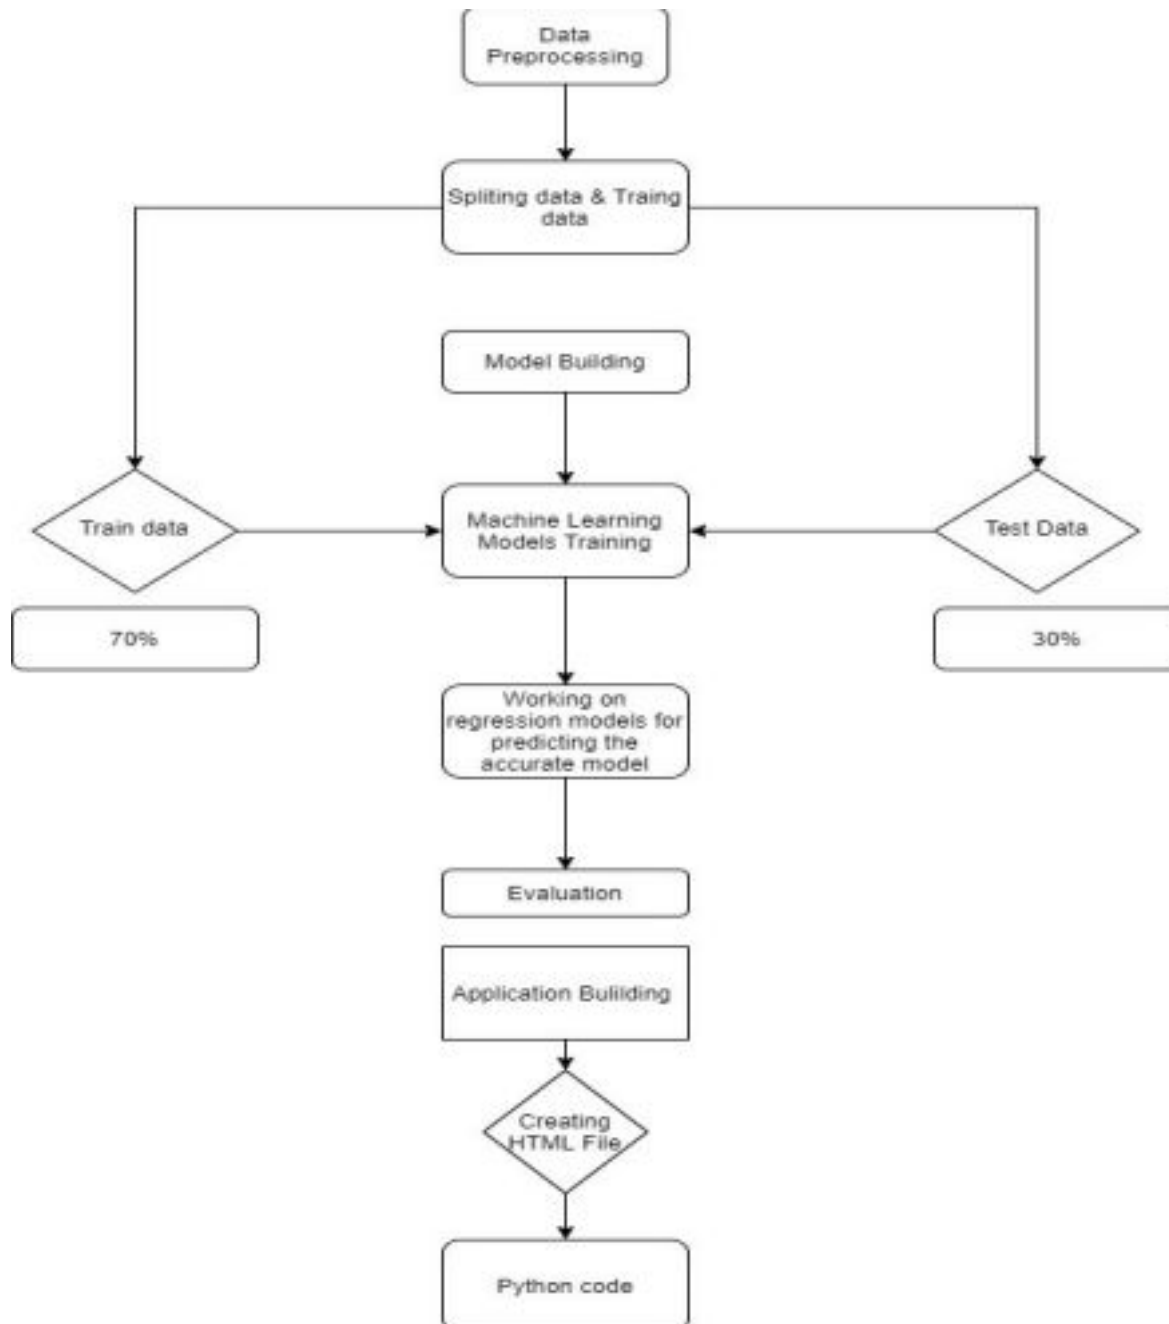 Data
Preprocessing
Spliting data & Traing
data
Model Building
Train data
Machine Learning
Models Training
Test Data
70%
30%
Working on
regression models for
predicting the
accurate model
Evaluation
Application Bulilding
Creating
HTML File
Python code